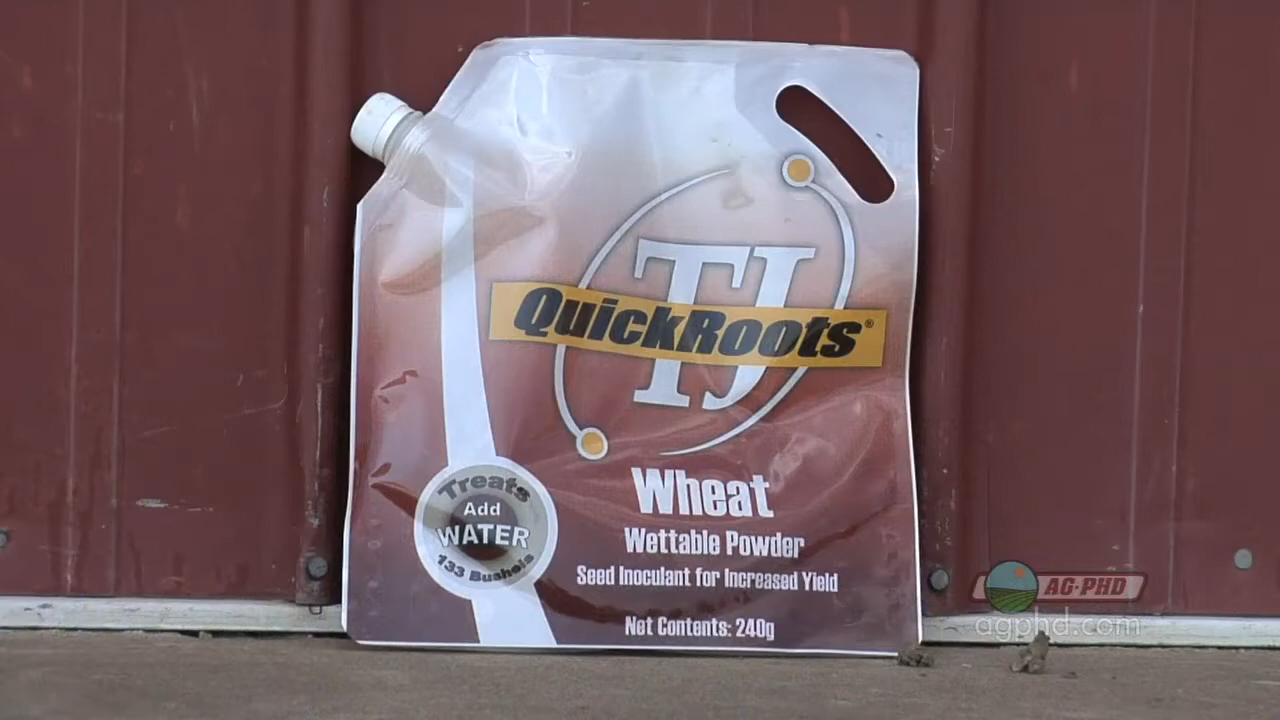 TJ
QuickRoots®
Wheat
Wettable Powder
Seed Inoculant for Increased Yield
Net Contents: 240g
Treats
Add
WATER
133 Bushels
AG·PHD
agphd.com